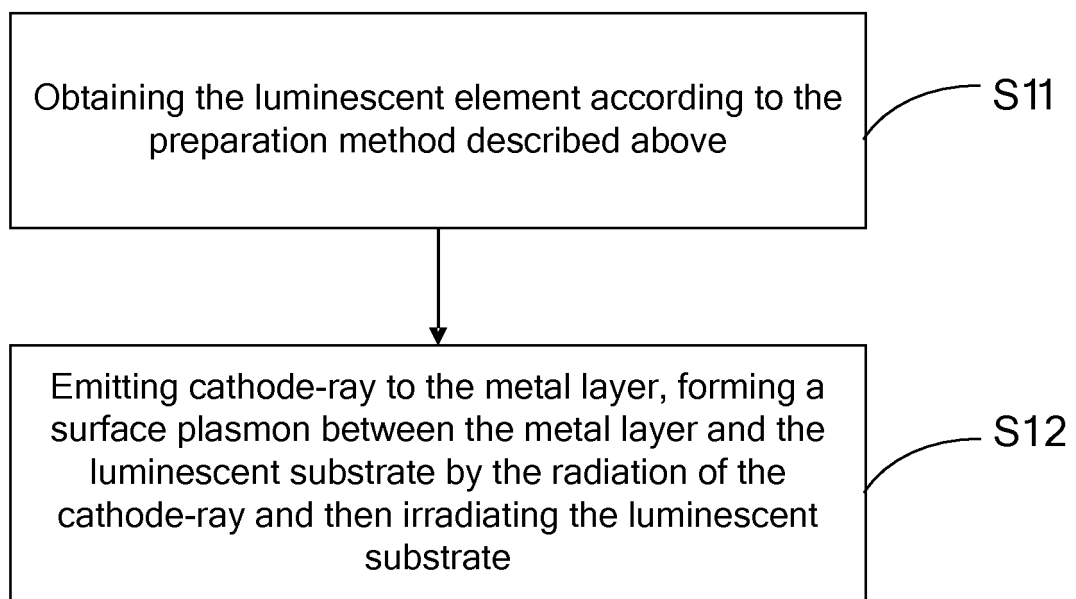 Obtaining the luminescent element according to the
preparation method described above
S11
Emitting cathode-ray to the metal layer, forming a
surface plasmon between the metal layer and the
luminescent substrate by the radiation of the
cathode-ray and then irradiating the luminescent
substrate
S12